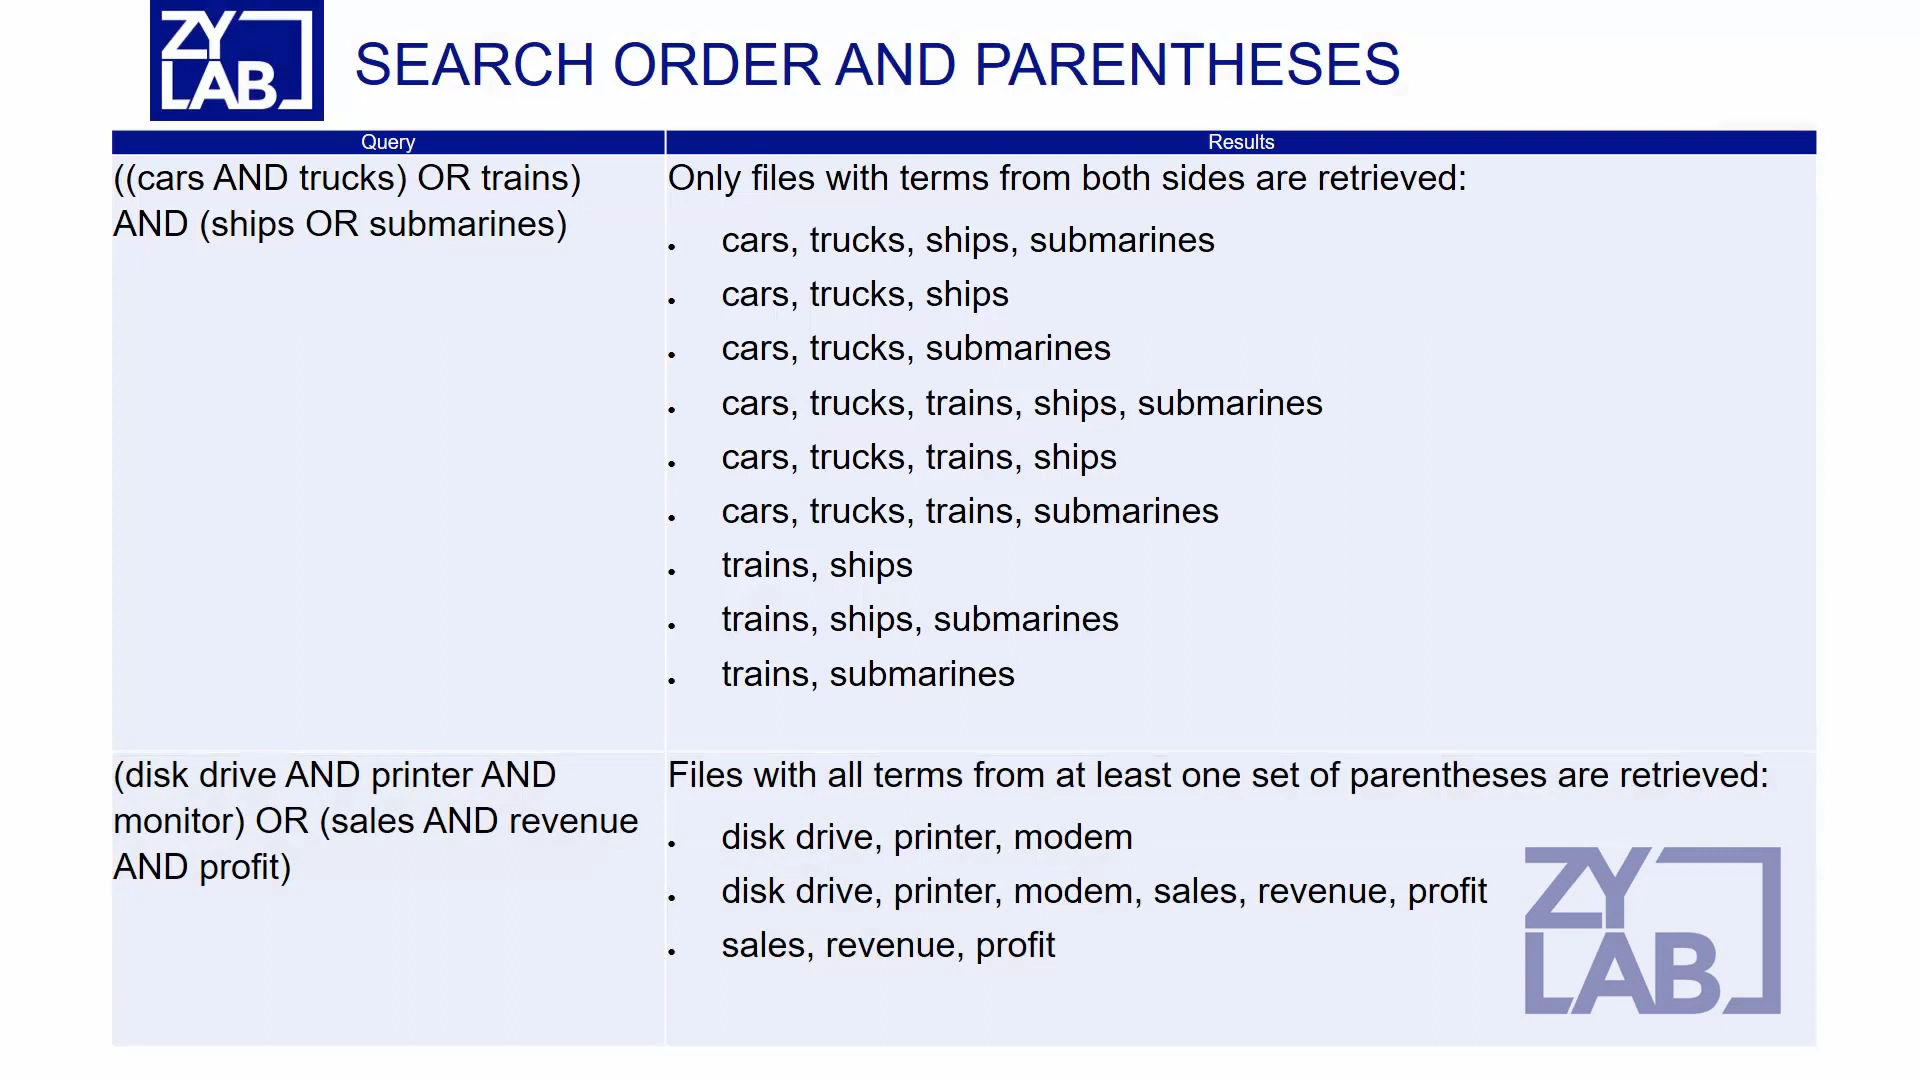 ZY
LAB
SEARCH ORDER AND PARENTHESES
Query
Results
((cars AND trucks) OR trains)
AND (ships OR submarines)
Only files with terms from both sides are retrieved:
• cars, trucks, ships, submarines
• cars, trucks, ships
• cars, trucks, submarines
• cars, trucks, trains, ships, submarines
• cars, trucks, trains, ships
• cars, trucks, trains, submarines
• trains, ships
• trains, ships, submarines
• trains, submarines
(disk drive AND printer AND
monitor) OR (sales AND revenue
AND profit)
Files with all terms from at least one set of parentheses are retrieved:
• disk drive, printer, modem
• disk drive, printer, modem, sales, revenue, profit
• sales, revenue, profit
ZY
LAB